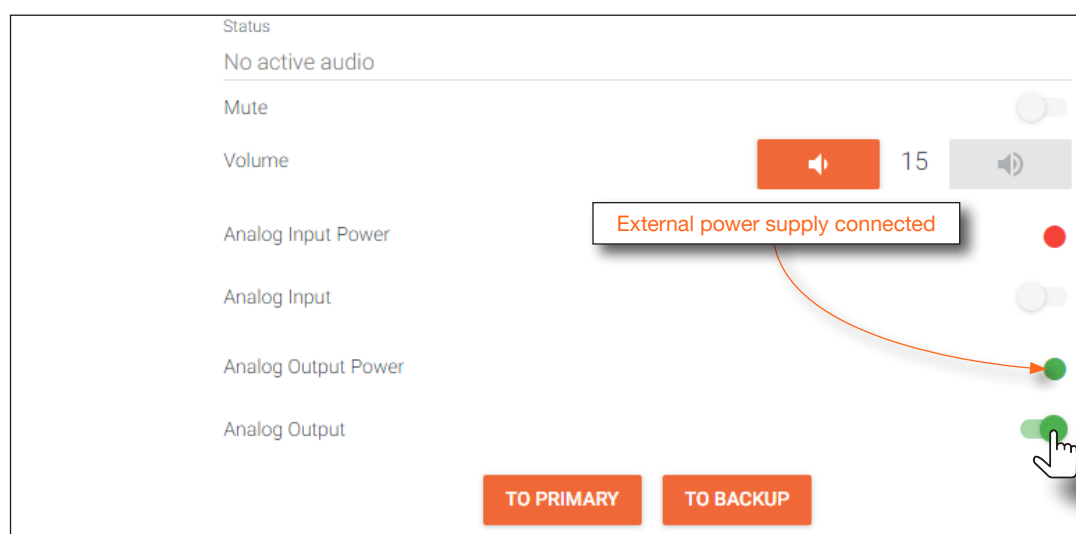 Status
No active audio
Mute
Volume
15
External power supply connected
Analog Input Power
Analog Input
Analog Output Power
Analog Output
TO PRIMARY
TO BACKUP